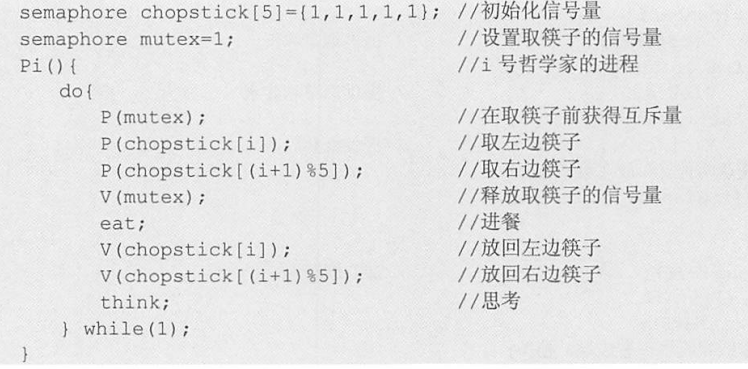 semaphore chopstick[5]={1,1,1,1,1}; //初始化信号量
semaphore mutex=1; //设置取筷子的信号量
Pi(){ //i 号哲学家的进程
do{
P(mutex); //在取筷子前获得互斥量
P(chopstick[i]); //取左边筷子
P(chopstick[(i+1)%5]); //取右边筷子
V(mutex); //释放取筷子的信号量
eat; //进餐
V(chopstick[i]); //放回左边筷子
V(chopstick[(i+1)%5]); //放回右边筷子
think; //思考
} while(1);
}